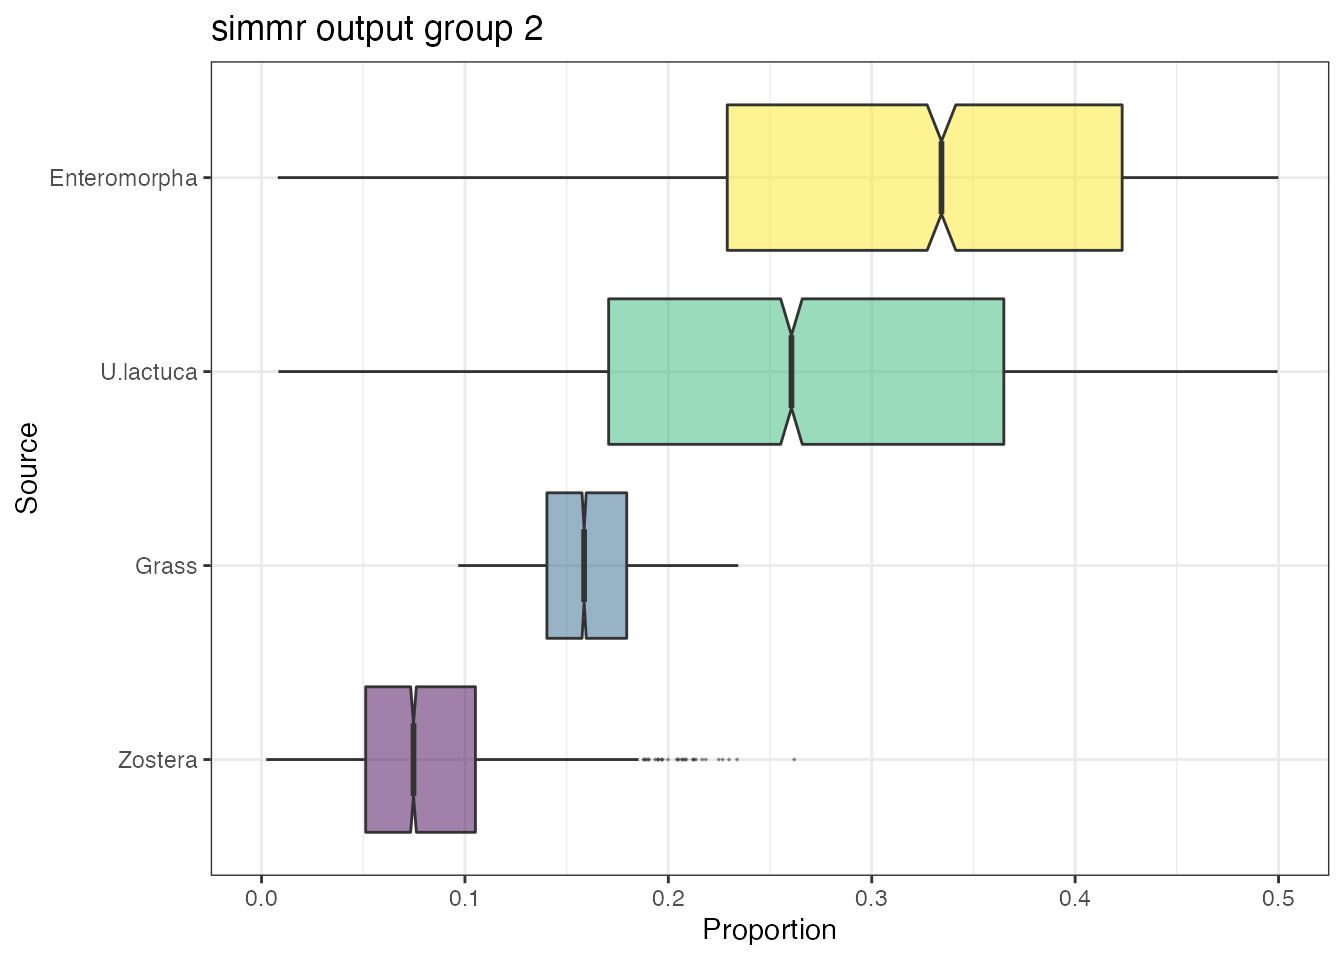 simmr output group 2
Enteromorpha
U.lactuca
Grass
Zostera
Source
0.0 0.1 0.2 0.3 0.4 0.5
Proportion